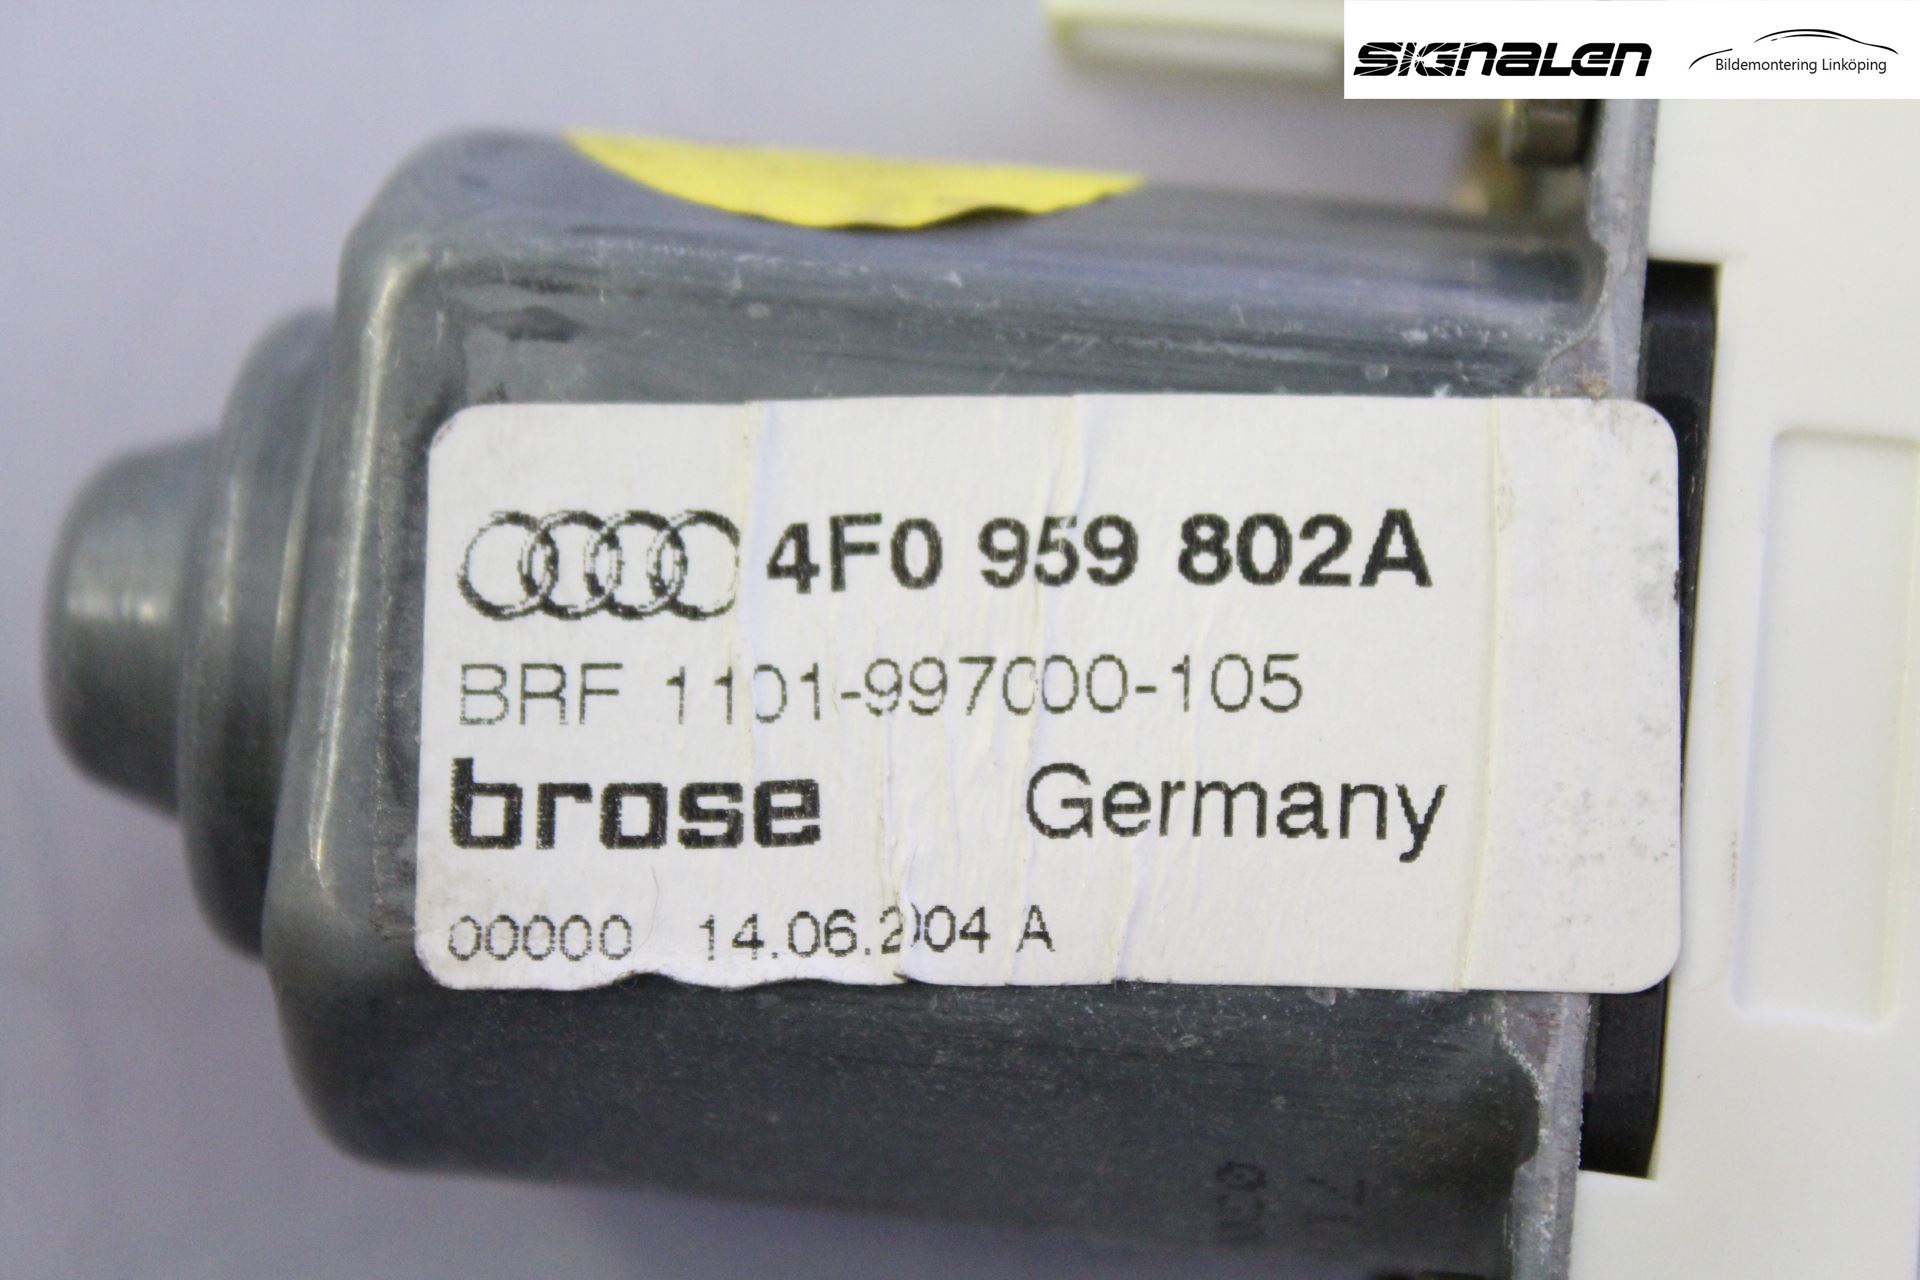 SIGNALEN
Bildemontering Linköping
4F0 959 802A
BRF 1101-997000-105
brose Germany
00000 14.06.2004 A